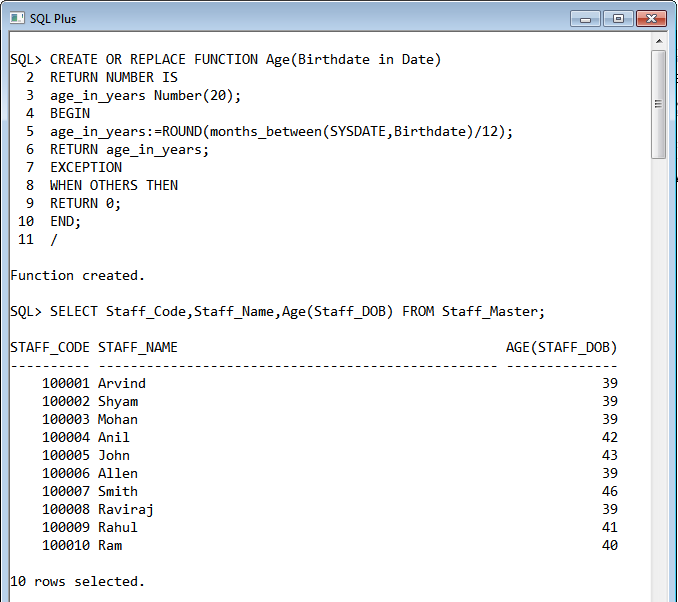 SQL Plus
SQL> CREATE OR REPLACE FUNCTION Age(Birthdate in Date)
  2  RETURN NUMBER IS
  3  age_in_years Number(20);
  4  BEGIN
  5  age_in_years:=ROUND(months_between(SYSDATE,Birthdate)/12);
  6  RETURN age_in_years;
  7  EXCEPTION
  8  WHEN OTHERS THEN
  9  RETURN 0;
 10  END;
 11  /
Function created.
SQL> SELECT Staff_Code,Staff_Name,Age(Staff_DOB) FROM Staff_Master;
STAFF_CODE STAFF_NAME                                         AGE(STAFF_DOB)
---------- -------------------------------------------------- --------------
    100001 Arvind                                                         39
    100002 Shyam                                                          39
    100003 Mohan                                                          39
    100004 Anil                                                           42
    100005 John                                                           43
    100006 Allen                                                          39
    100007 Smith                                                          46
    100008 Raviraj                                                        39
    100009 Rahul                                                          41
    100010 Ram                                                            40
10 rows selected.